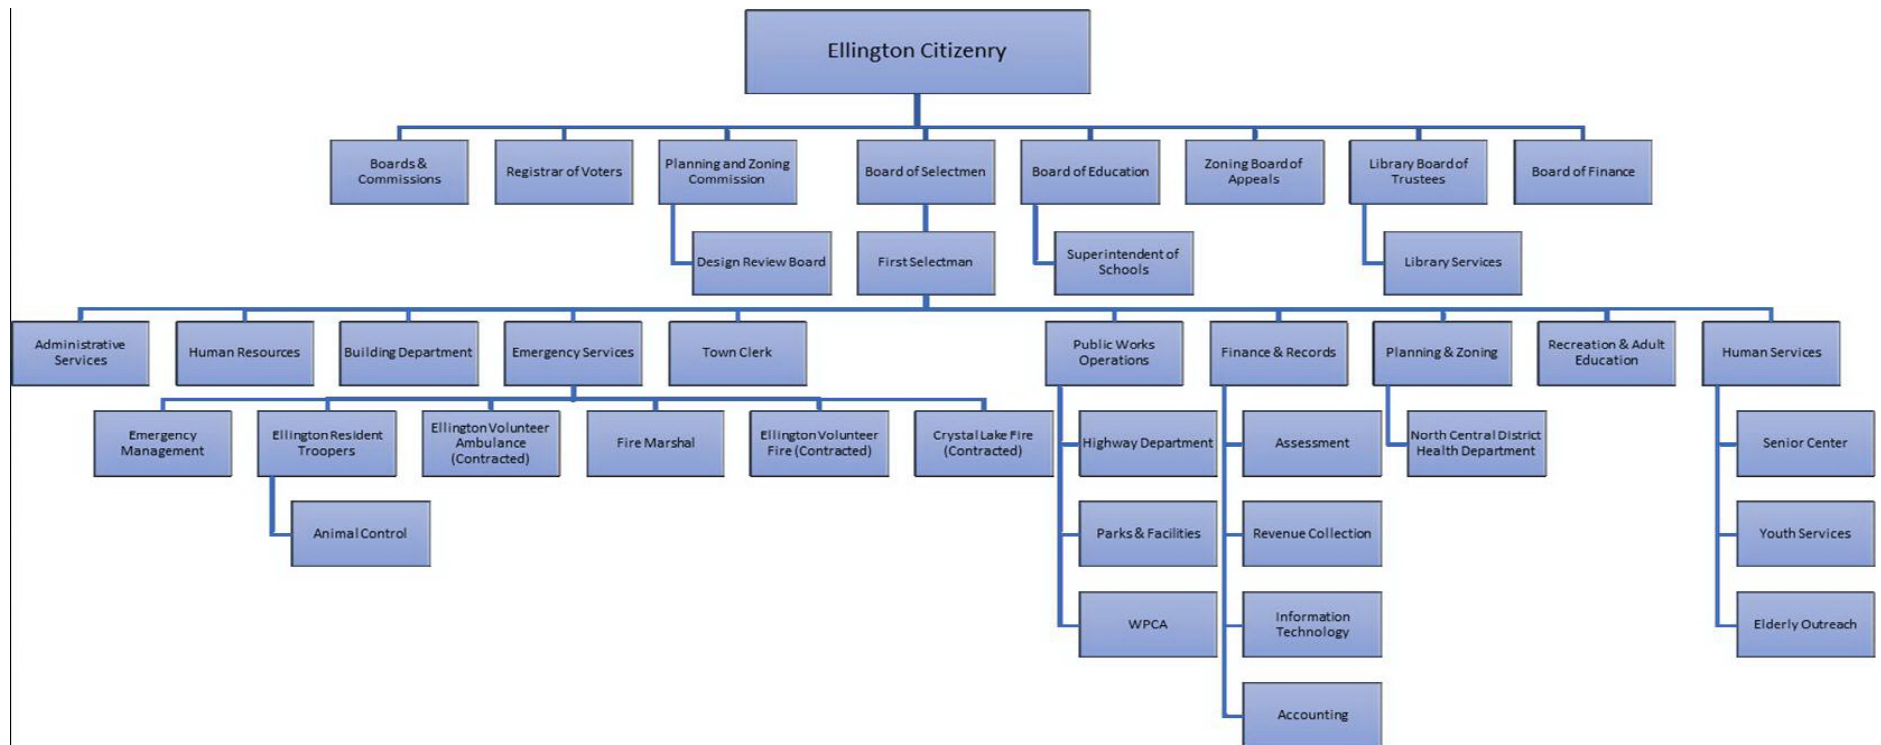 Ellington Citizenry
Boards &
Commissions
Registrar of Voters
Planning and Zoning
Commission
Board of Selectmen
Board of Education
Zoning Board of
Appeals
Library Board of
Trustees
Board of Finance
Design Review Board
First Selectman
Superintendent of
Schools
Library Services
Administrative
Services
Human Resources
Building Department
Emergency Services
Town Clerk
Public Works
Operations
Finance & Records
Planning & Zoning
Recreation & Adult
Education
Human Services
Emergency
Management
Ellington Resident
Troopers
Ellington Volunteer
Ambulance
(Contracted)
Fire Marshal
Ellington Volunteer
Fire (Contracted)
Crystal Lake Fire
(Contracted)
Highway Department
Assessment
North Central District
Health Department
Senior Center
Animal Control
Parks & Facilities
Revenue Collection
Youth Services
WPCA
Information
Technology
Elderly Outreach
Accounting